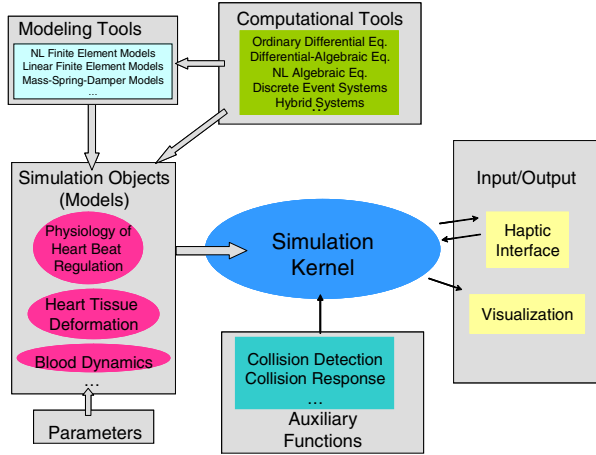 Modeling Tools
NL Finite Element Models
Linear Finite Element Models
Mass-Spring-Damper Models
...
Computational Tools
Ordinary Differential Eq.
Differential-Algebraic Eq.
NL Algebraic Eq.
Discrete Event Systems
Hybrid Systems
...
Simulation Objects
(Models)
Physiology of
Heart Beat
Regulation
Heart Tissue
Deformation
Blood Dynamics
...
Parameters
Simulation
Kernel
Collision Detection
Collision Response
...
Auxiliary
Functions
Input/Output
Haptic
Interface
Visualization